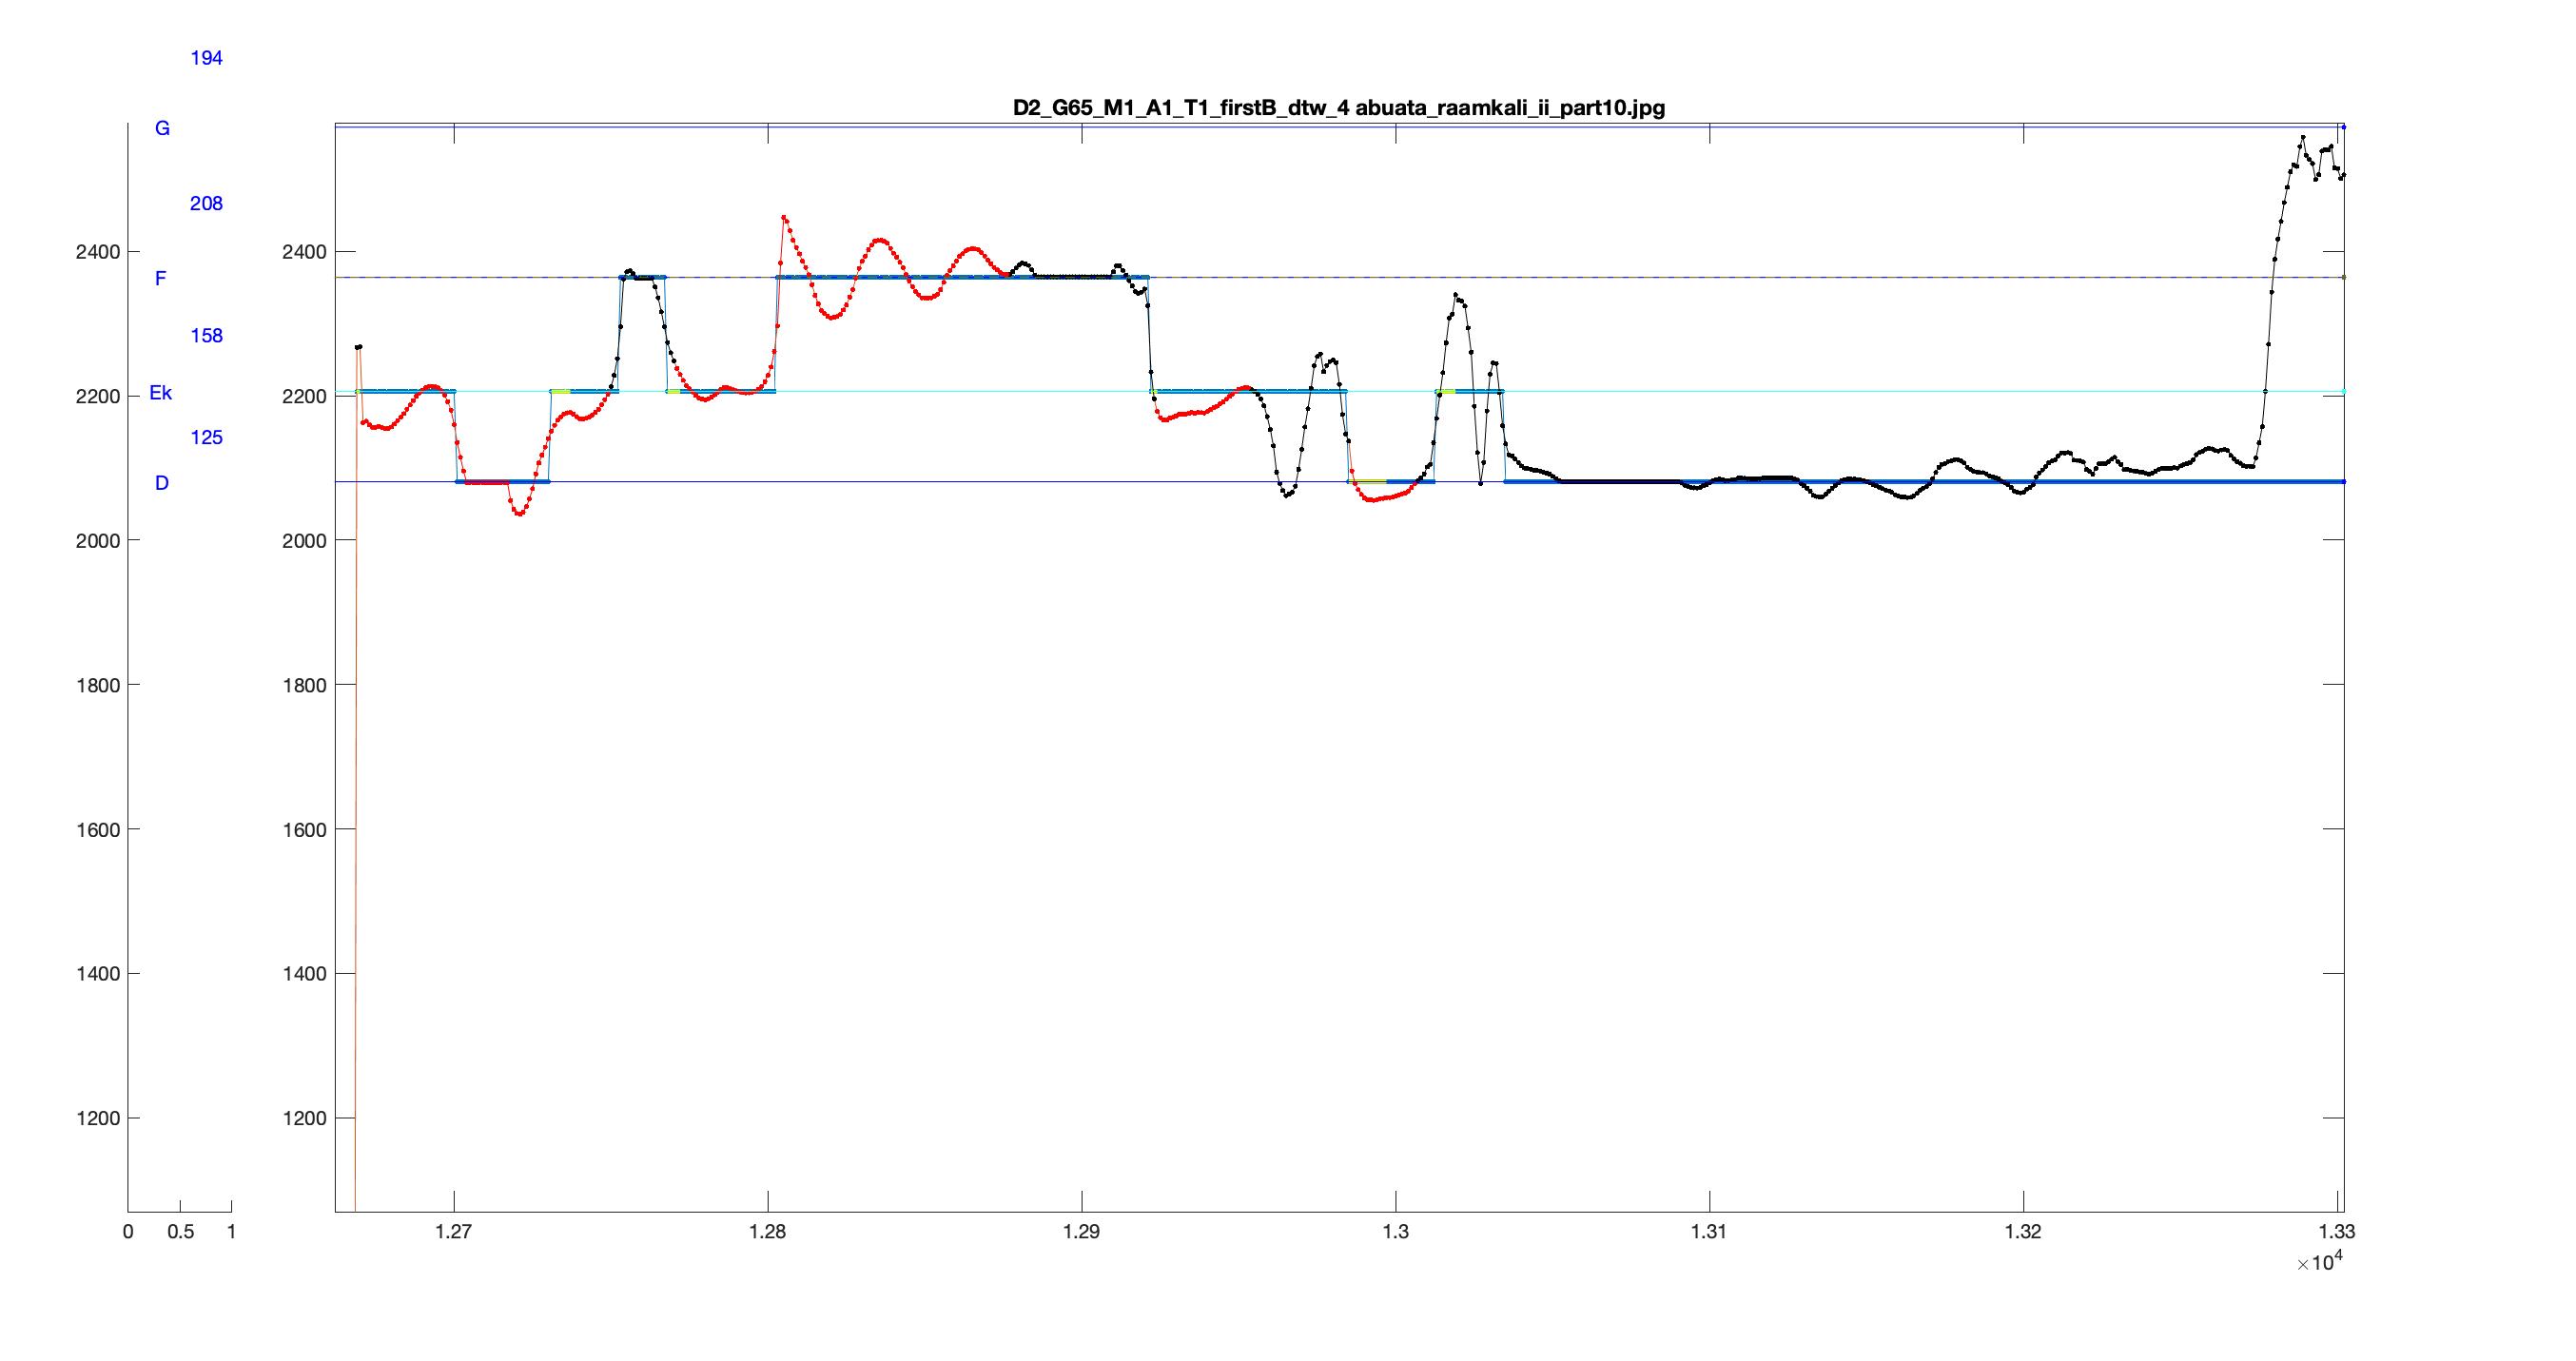 194
D2_G65_M1_A1_T1_firstB_dtw_4 abuata_raamkali_ii_part10.jpg
G
208
2400 2400
F
158
2200 Ek 2200
125
D
2000 2000
1800 1800
1600 1600
1400 1400
1200 1200
0 0.5 1 1.27 1.28 1.29 1.3 1.31 1.32 1.33
×10⁴